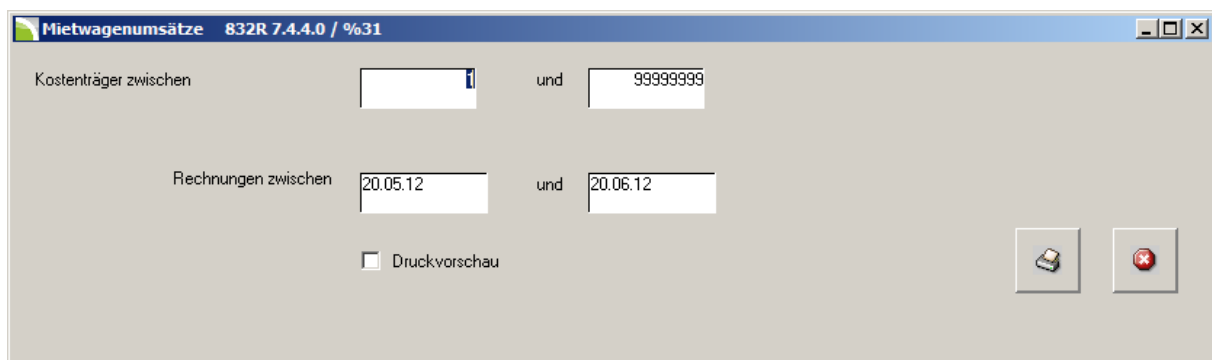 Mietwagenumsätze 832R 7.4.4.0 / %31
Kostenträger zwischen 1 und 99999999
Rechnungen zwischen 20.05.12 und 20.06.12
Druckvorschau